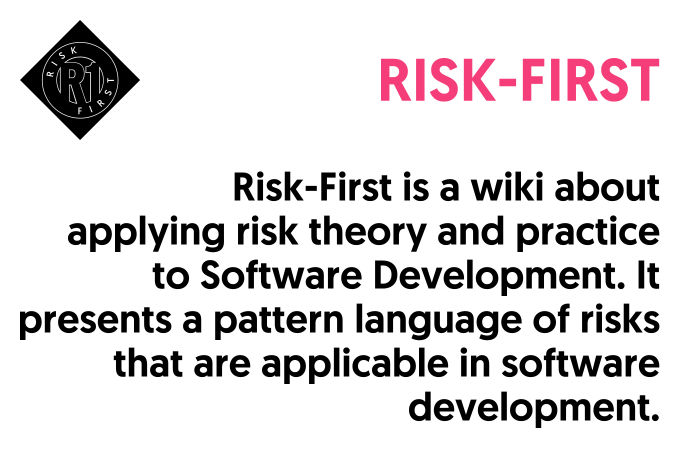 RISK
R1
FIRST
RISK-FIRST
Risk-First is a wiki about
applying risk theory and practice
to Software Development. It
presents a pattern language of risks
that are applicable in software
development.